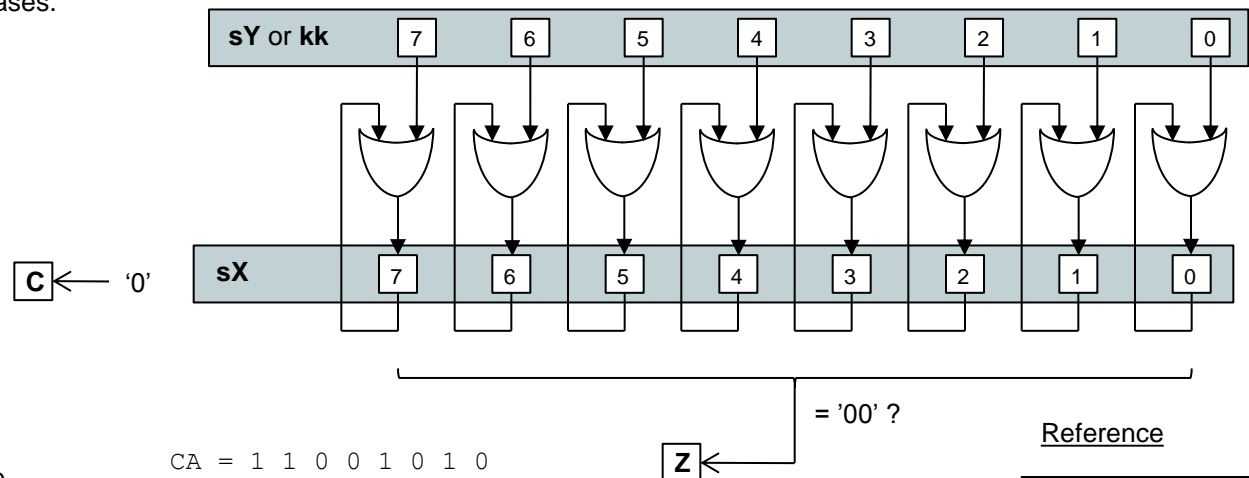 ases.
sY or kk 7 6 5 4 3 2 1 0
C '0' sX 7 6 5 4 3 2 1 0
= '00' ?
Reference
CA = 1 1 0 0 1 0 1 0
Z